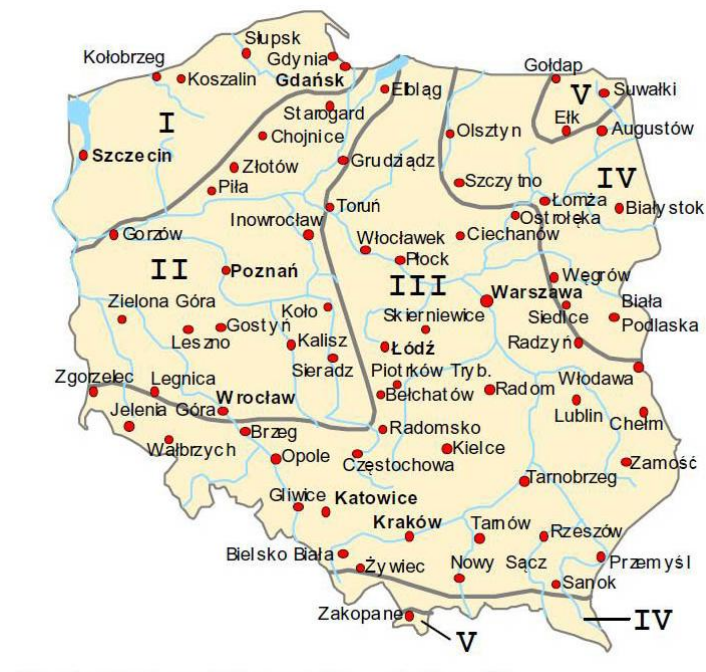 Słupsk
Kołobrzeg
Gdynia
Koszalin
Gdańsk
Elbląg
Gołdap
V
Suwałki
Starogard
I
Chojnice
Olsztyn
Ełk
Augustów
Szczecin
Złotów
Grudziądz
Piła
Szczytno
IV
Toruń
Łomża
Białystok
Inowrocław
Ostrołęka
Gorzów
Włocławek
Ciechanów
II
Poznań
Płock
III
Węgrów
Warszawa
Zielona Góra
Koło
Skierniewice
Siedlce
Biała
Podlaska
Gostyń
Leszno
Kalisz
Łódź
Radzyń
Sieradz
Piotrków Tryb.
Zgorzelec
Legnica
Bełchatów
Radom
Włodawa
Wrocław
Jelenia Góra
Lublin
Chełm
Brzeg
Radomsko
Wałbrzych
Opole
Częstochowa
Kielce
Zamość
Tarnobrzeg
Gliwice
Katowice
Kraków
Tarnów
Rzeszów
Bielsko Biała
Żywiec
Nowy Sącz
Przemyśl
Sanok
Zakopane
V
IV